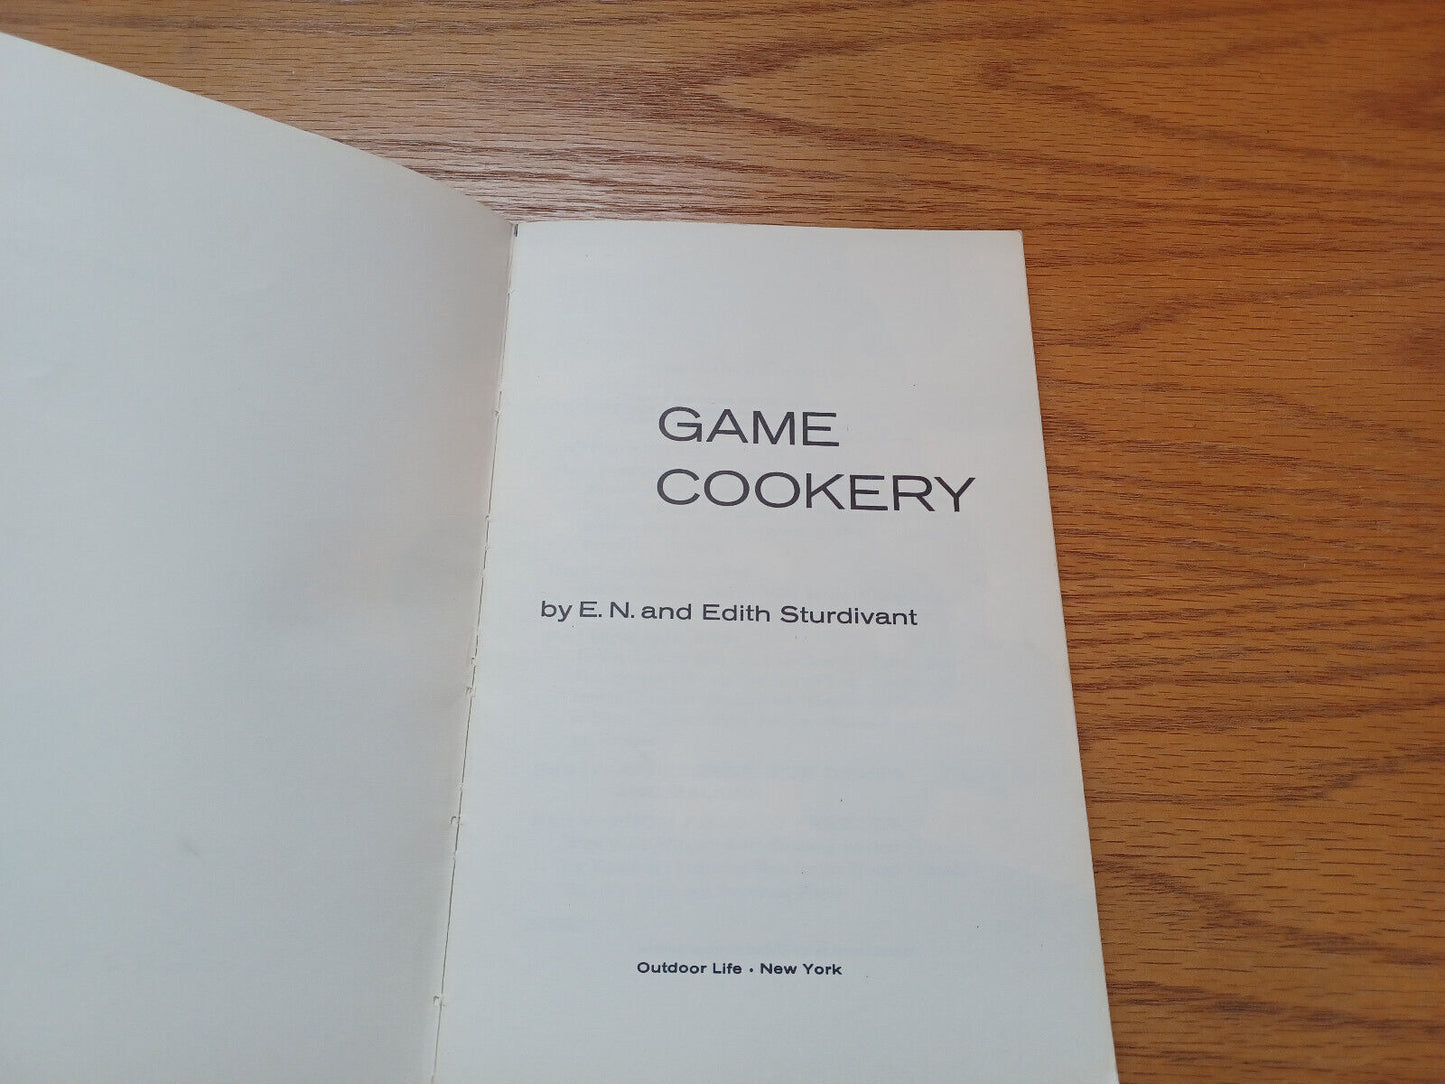 GAME
COOKERY
by E. N. and Edith Sturdivant
Outdoor Life • New York